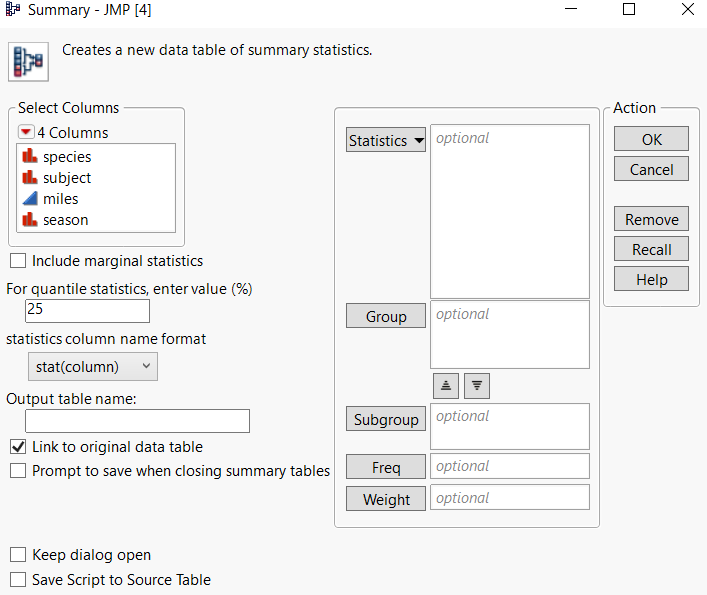 Summary - JMP [4]
Creates a new data table of summary statistics.
Select Columns
4 Columns
species
subject
miles
season
Include marginal statistics
For quantile statistics, enter value (%)
25
statistics column name format
stat(column)
Output table name:
Link to original data table
Prompt to save when closing summary tables
Keep dialog open
Save Script to Source Table
Statistics
optional
Group
optional
Subgroup
optional
Freq
optional
Weight
optional
Action
OK
Cancel
Remove
Recall
Help